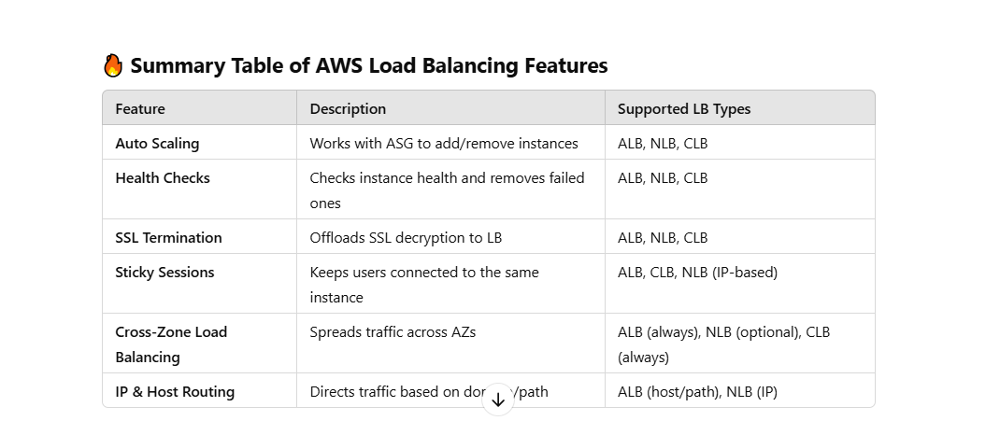 🔥 Summary Table of AWS Load Balancing Features
Feature Description Supported LB Types
Auto Scaling Works with ASG to add/remove instances ALB, NLB, CLB
Health Checks Checks instance health and removes failed ALB, NLB, CLB
ones
SSL Termination Offloads SSL decryption to LB ALB, NLB, CLB
Sticky Sessions Keeps users connected to the same ALB, CLB, NLB (IP-based)
instance
Cross-Zone Load Spreads traffic across AZs ALB (always), NLB (optional), CLB
Balancing (always)
IP & Host Routing Directs traffic based on /path ALB (host/path), NLB (IP)